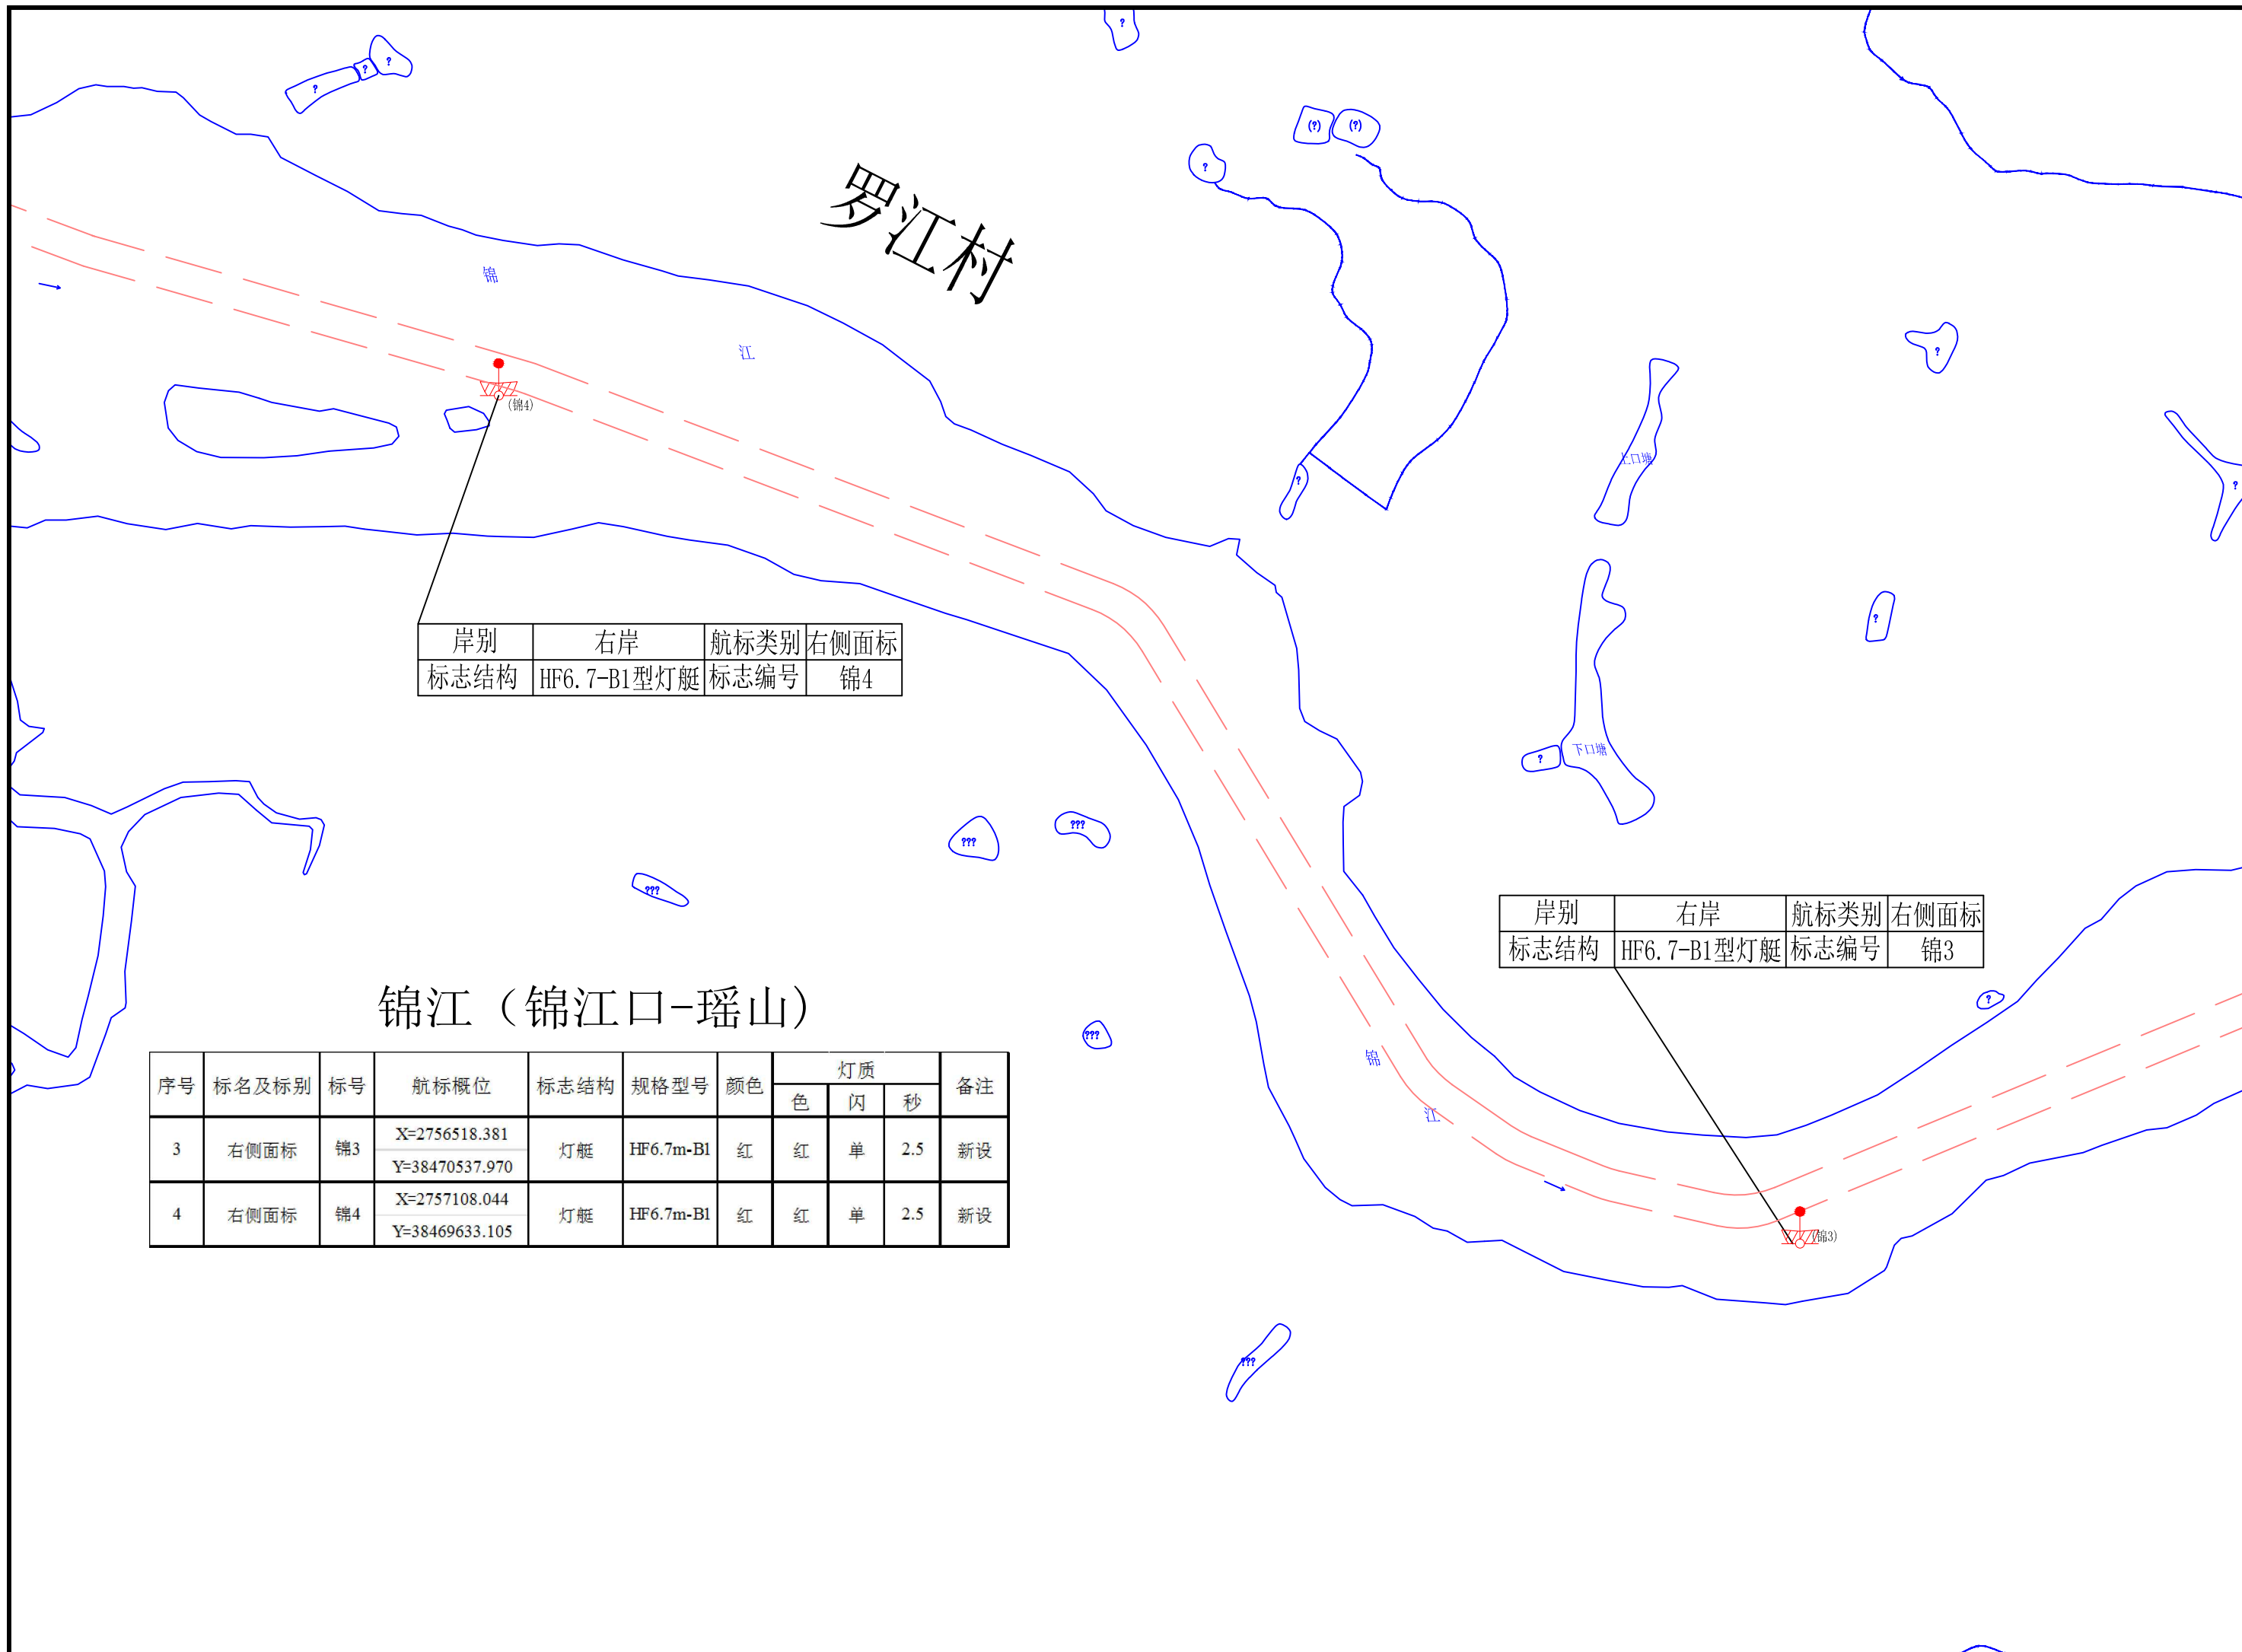 ?
?
?
?
(?)
(?)
?
罗江村
锦
江
?
(锦4)
上口塘
?
?
?
岸别 右岸 航标类别 右侧面标
标志结构 HF6.7-B1型灯艇 标志编号 锦4
下口塘
?
???
???
???
岸别 右岸 航标类别 右侧面标
标志结构 HF6.7-B1型灯艇 标志编号 锦3
?
锦江（锦江口-瑶山)
???
锦
江
序号 标名及标别 标号 航标概位 标志结构 规格型号 颜色 灯质 备注
色 闪 秒
3 右侧面标 锦3 X=2756518.381 灯艇 HF6.7m-B1 红 红 单 2.5 新设
Y=38470537.970
4 右侧面标 锦4 X=2757108.044 灯艇 HF6.7m-B1 红 红 单 2.5 新设
Y=38469633.105
(锦3)
???